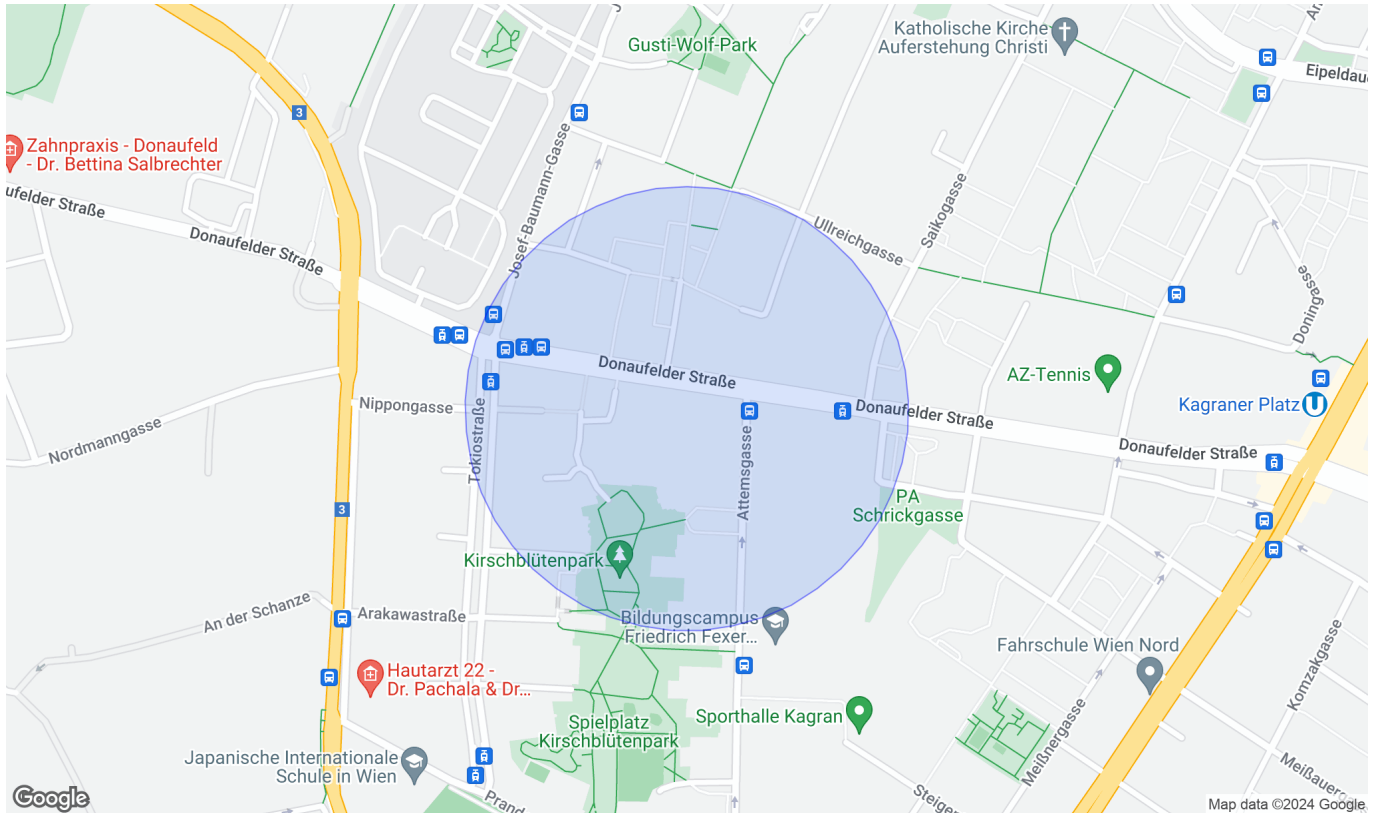 Katholische Kirche
Auferstehung Christi
Gusti-Wolf-Park
Eipeldau
3
Zahnpraxis - Donaufeld
- Dr. Bettina Salbrechter
Josef-Baumann-Gasse
ufelder Straße
Donaufelder Straße
Ullreichgasse
Saikogasse
Doningasse
Donaufelder Straße
AZ-Tennis
Kagraner Platz
U
Nippongasse
Donaufelder Straße
Nordmanngasse
Tokiostraße
Donaufelder Straße
Attemsgasse
3
PA
Schrickgasse
Kirschblütenpark
An der Schanze
Arakawastraße
Bildungscampus
Friedrich Fexer...
Fahrschule Wien Nord
Komzakgasse
Hautarzt 22 -
Dr. Pachala & Dr...
Sporthalle Kagran
Spielplatz
Kirschblütenpark
Meißnergasse
Japanische Internationale
Schule in Wien
Meißauerg
Prand
Steiger
Google
Map data ©2024 Google